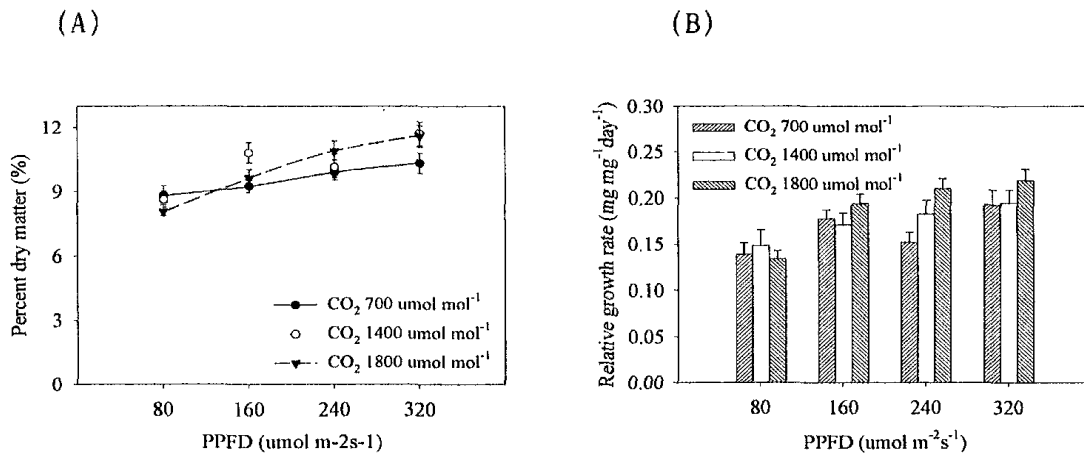 (A)
Percent dry matter (%)
12
9
6
3
0
CO₂ 700 umol mol⁻¹
CO₂ 1400 umol mol⁻¹
CO₂ 1800 umol mol⁻¹
80 160 240 320
PPFD (umol m-2s-1)
(B)
Relative growth rate (mg mg⁻¹day⁻¹)
0.30
0.25
0.20
0.15
0.10
0.05
0.00
CO₂ 700 umol mol⁻¹
CO₂ 1400 umol mol⁻¹
CO₂ 1800 umol mol⁻¹
80 160 240 320
PPFD (umol m⁻²s⁻¹)